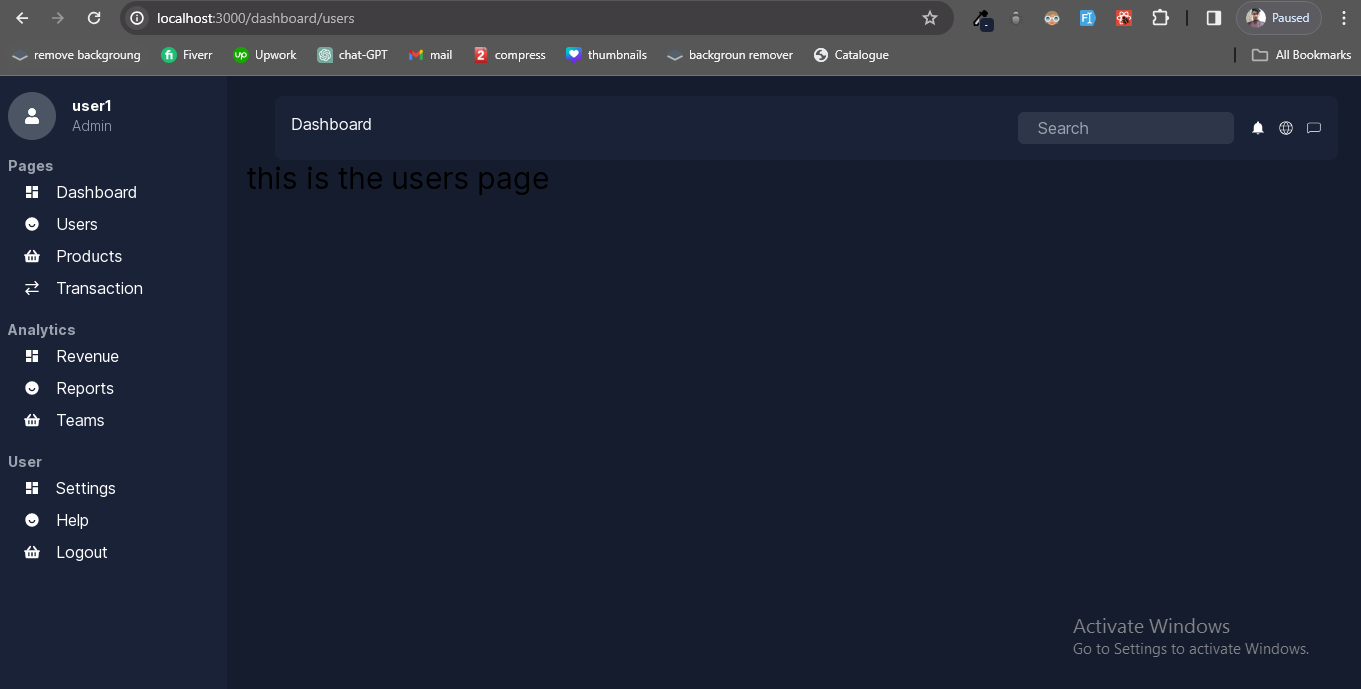 localhost:3000/dashboard/users
Paused
remove backgroung
Fiverr
Upwork
chat-GPT
mail
2 compress
thumbnails
backgroun remover
Catalogue
All Bookmarks
user1
Admin
Dashboard
Search
this is the users page
Pages
Dashboard
Users
Products
Transaction
Analytics
Revenue
Reports
Teams
User
Settings
Help
Logout
Activate Windows
Go to Settings to activate Windows.